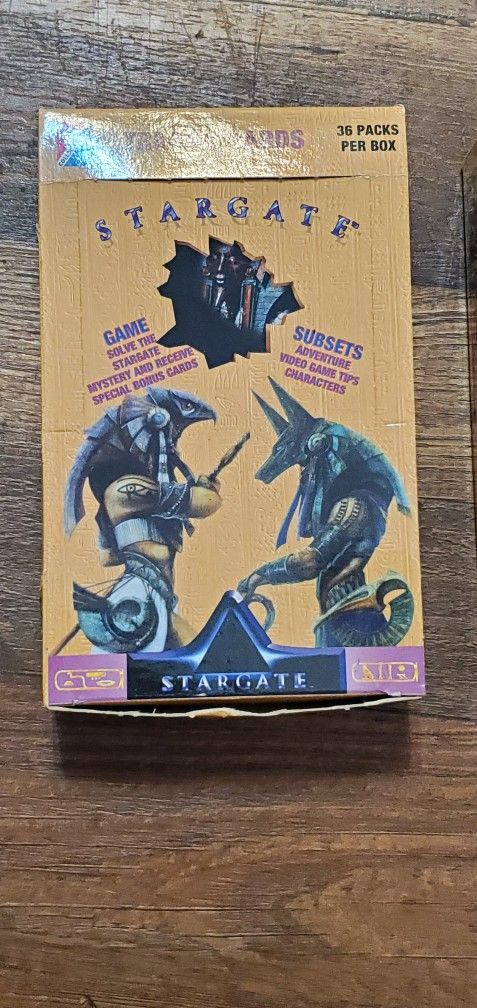 36 PACKS
PER BOX
STARGATE™
GAME
SOLVE THE
STARGATE
MYSTERY AND RECEIVE
SPECIAL BONUS CARDS
SUBSETS
ADVENTURE
VIDEO GAME TIPS
CHARACTERS
STARGATE